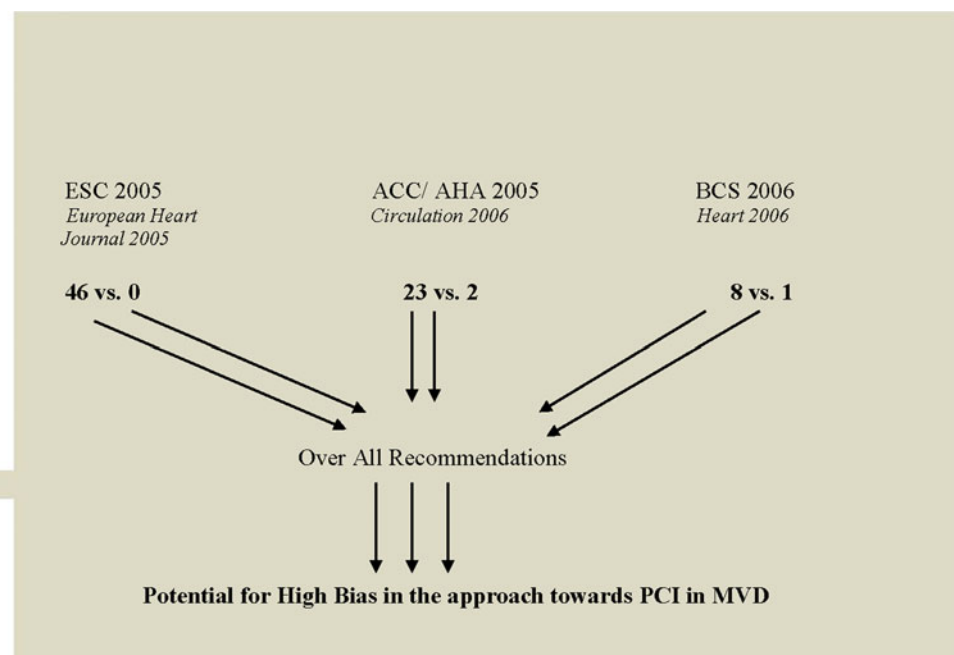 ESC 2005
European Heart
Journal 2005
46 vs. 0
ACC/ AHA 2005
Circulation 2006
23 vs. 2
BCS 2006
Heart 2006
8 vs. 1
Over All Recommendations
Potential for High Bias in the approach towards PCI in MVD